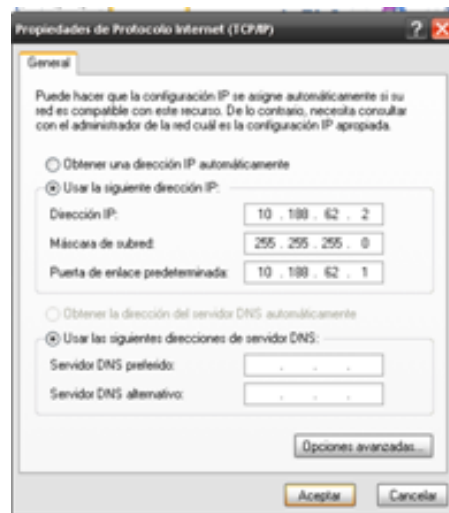 Propiedades de Protocolo Internet (TCP/IP)
General
Puede hacer que la configuración IP se asigne automáticamente si su
red es compatible con este recurso. De lo contrario, necesita consultar
con el administrador de la red cuál es la configuración IP apropiada.
Obtener una dirección IP automáticamente
Usar la siguiente dirección IP:
Dirección IP: 10 . 188 . 62 . 2
Máscara de subred: 255 . 255 . 255 . 0
Puerta de enlace predeterminada: 10 . 188 . 62 . 1
Obtener la dirección del servidor DNS automáticamente
Usar las siguientes direcciones de servidor DNS:
Servidor DNS preferido: . . .
Servidor DNS alternativo: . . .
Opciones avanzadas...
Aceptar Cancelar